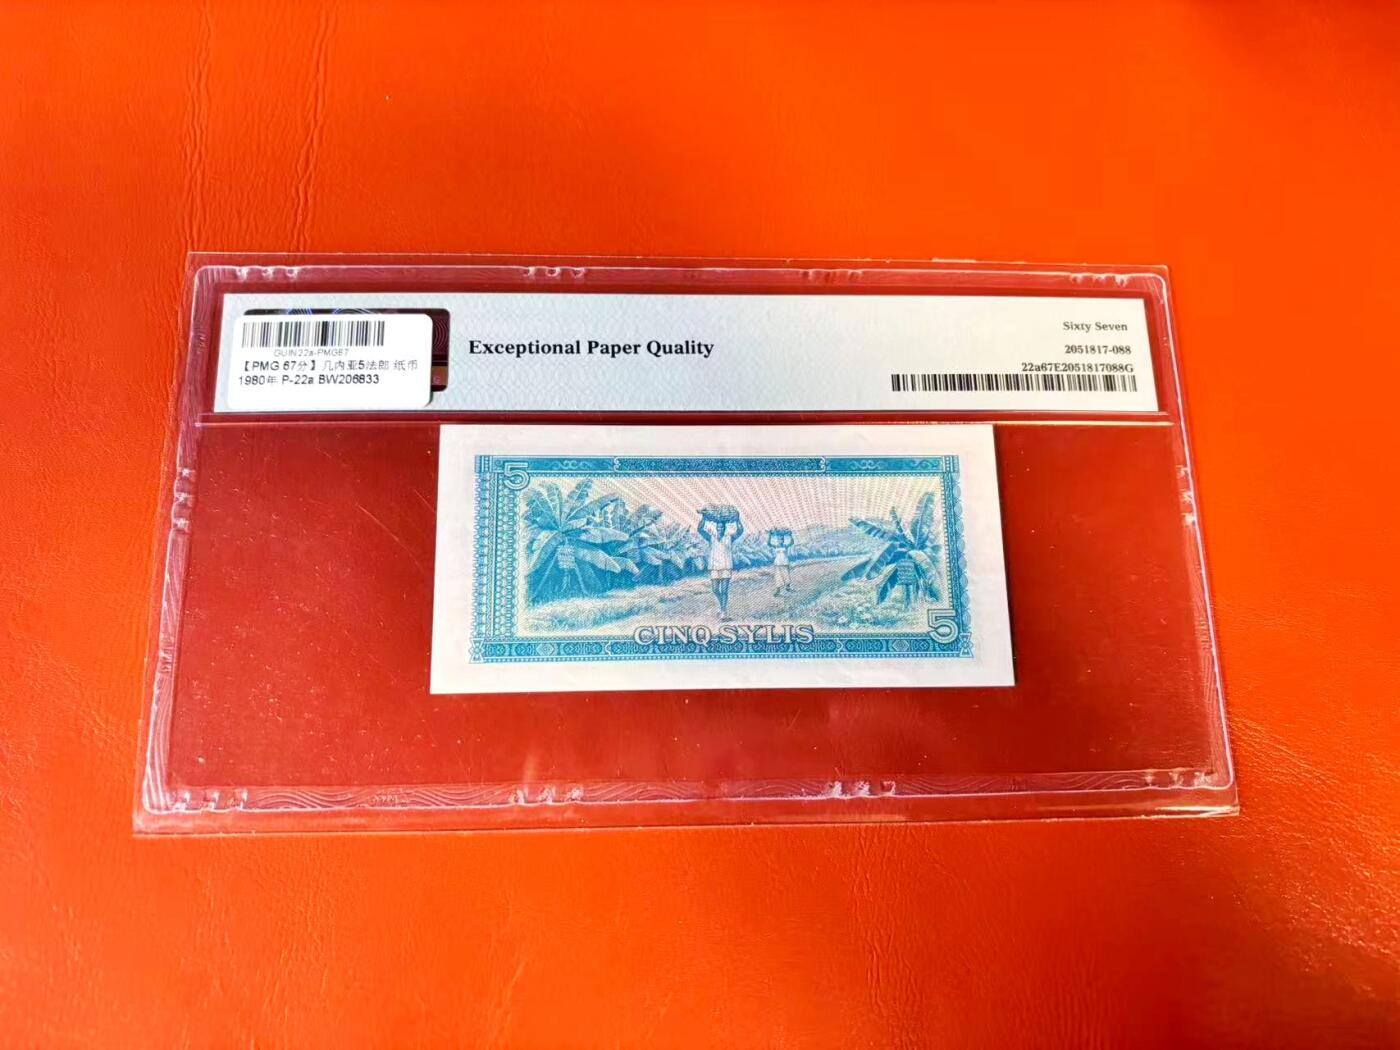 GUIN22a-PMG67
【PMG 67分】几内亚5法郎 纸币
1980年 P-22a BW206833
Exceptional Paper Quality
Sixty Seven
2051817-088
22a67E2051817088G
5
CINQ SYLIS
5